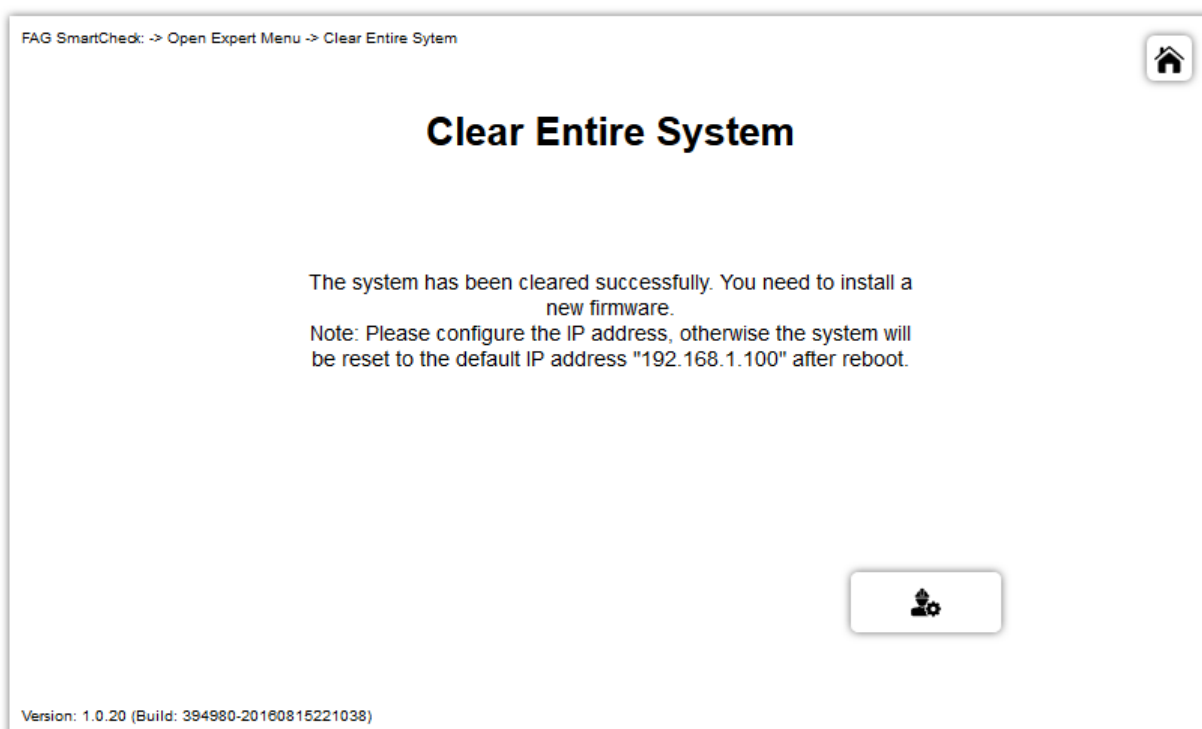 FAG SmartCheck: -> Open Expert Menu -> Clear Entire Sytem
Clear Entire System
The system has been cleared successfully. You need to install a
new firmware.
Note: Please configure the IP address, otherwise the system will
be reset to the default IP address "192.168.1.100" after reboot.
Version: 1.0.20 (Build: 394980-20160815221038)